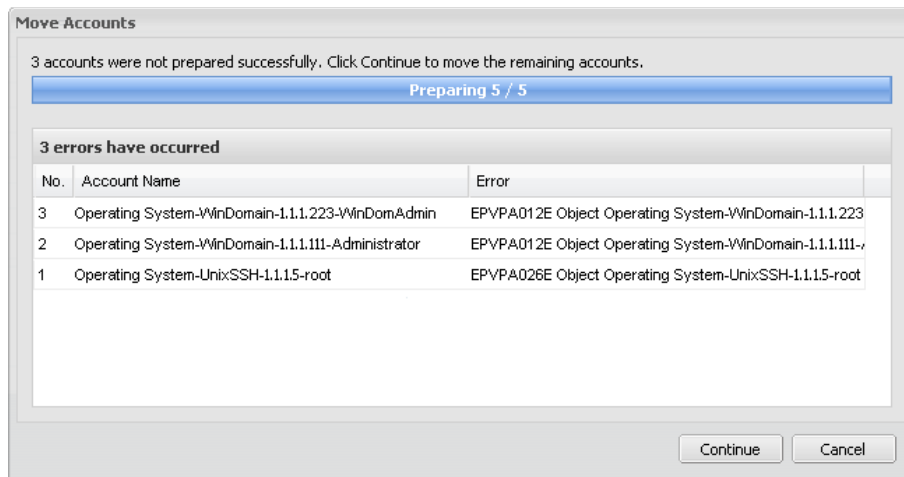 Move Accounts
3 accounts were not prepared successfully. Click Continue to move the remaining accounts.
Preparing 5 / 5
3 errors have occurred
No. Account Name Error
3 Operating System-WinDomain-1.1.1.223-WinDomAdmin EPVPA012E Object Operating System-WinDomain-1.1.1.223
2 Operating System-WinDomain-1.1.1.111-Administrator EPVPA012E Object Operating System-WinDomain-1.1.1.111-
1 Operating System-UnixSSH-1.1.1.5-root EPVPA026E Object Operating System-UnixSSH-1.1.1.5-root
Continue Cancel